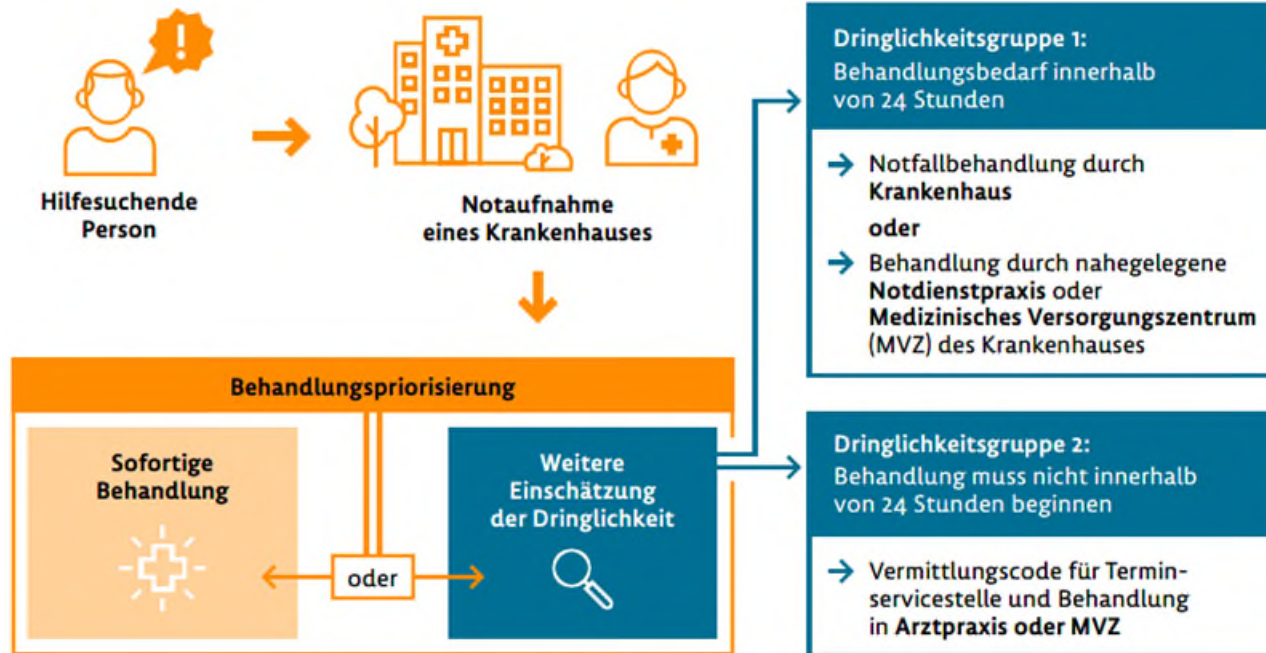 Hilfesuchende
Person
Notaufnahme
eines Krankenhauses
Behandlungspriorisierung
Sofortige
Behandlung
oder
Weitere
Einschätzung
der Dringlichkeit
Dringlichkeitsgruppe 1:
Behandlungsbedarf innerhalb
von 24 Stunden
→ Notfallbehandlung durch
Krankenhaus
oder
→ Behandlung durch nahegelegene
Notdienstpraxis oder
Medizinisches Versorgungszentrum
(MVZ) des Krankenhauses
Dringlichkeitsgruppe 2:
Behandlung muss nicht innerhalb
von 24 Stunden beginnen
→ Vermittlungscode für Termin-
servicestelle und Behandlung
in Arztpraxis oder MVZ